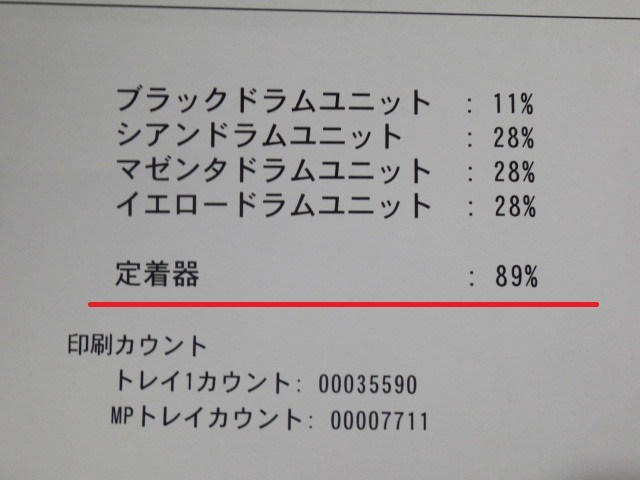 ブラックドラムユニット : 11%
シアンドラムユニット : 28%
マゼンタドラムユニット : 28%
イエロードラムユニット : 28%
定着器 : 89%
印刷カウント
トレイ1カウント: 00035590
MPトレイカウント: 00007711